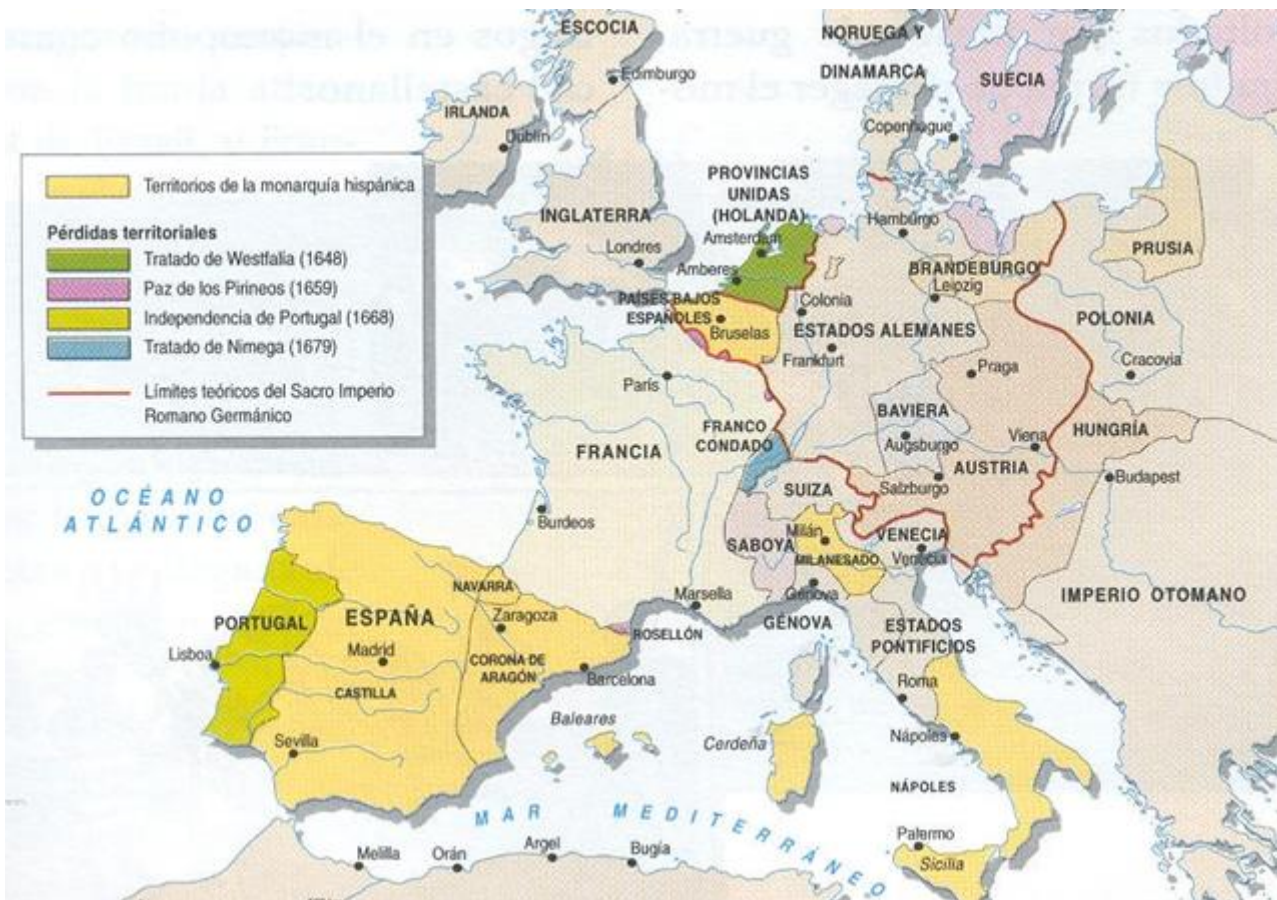 ESCOCIA
Edimburgo
NORUEGA Y
DINAMARCA
SUECIA
Copenhague
IRLANDA
Dublin
Territorios de la monarquía hispánica
Pérdidas territoriales
Tratado de Westfalia (1648)
Paz de los Pirineos (1659)
Independencia de Portugal (1668)
Tratado de Nimega (1679)
Límites teóricos del Sacro Imperio
Romano Germánico
PROVINCIAS
UNIDAS
(HOLANDA)
Amsterdam
Amberes
INGLATERRA
Londres
Hamburgo
PRUSIA
BRANDEBURGO
Leipzig
PAÍSES BAJOS
ESPAÑOLES
Bruselas
Colonia
ESTADOS ALEMANES
Frankfurt
POLONIA
Cracovia
Praga
París
BAVIERA
Augsburgo
Viena
HUNGRÍA
Budapest
FRANCO
CONDADO
FRANCIA
AUSTRIA
Salzburgo
SUIZA
OCÉANO
ATLÁNTICO
Burdeos
SABOYA
Milán
MILANESADO
VENECIA
Venecia
Génova
GÉNOVA
Marsella
IMPERIO OTOMANO
NAVARRA
Zaragoza
ROSELLÓN
PORTUGAL
ESPAÑA
Lisboa
Madrid
CORONA DE
ARAGÓN
Barcelona
CASTILLA
Sevilla
ESTADOS
PONTIFICIOS
Roma
Baleares
Cerdeña
Nápoles
NÁPOLES
MAR MEDITERRÁNEO
Palermo
Sicilia
Melilla
Orán
Argel
Bugia